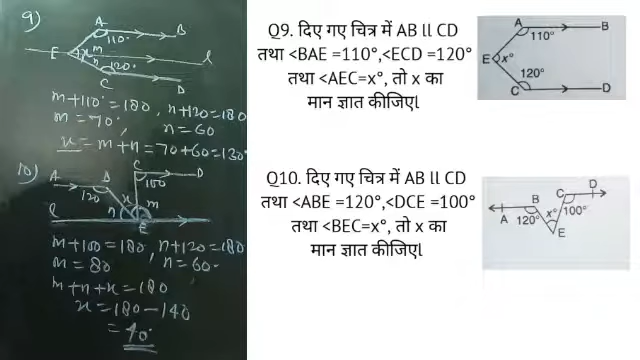 9)
A
B
110°
E
x
m
l
n
120°
C
D
m+110=180, n+120=180
m=70°, n=60
x=m+n=70+60=130°
10)
A
B
C
D
120
100
n
x
m
l
E
m+100=180, n+120=180
m=80 n=60
m+n+x=180
x=180-140
=40°
Q9. दिए गए चित्र में AB ll CD
तथा <BAE =110°,<ECD =120°
तथा <AEC=x°, तो x का
मान ज्ञात कीजिएl
A
B
110°
E
x°
120°
C
D
Q10. दिए गए चित्र में AB ll CD
तथा <ABE =120°,<DCE =100°
तथा <BEC=x°, तो x का
मान ज्ञात कीजिएl
D
C
B
A
120°
x°
100°
E